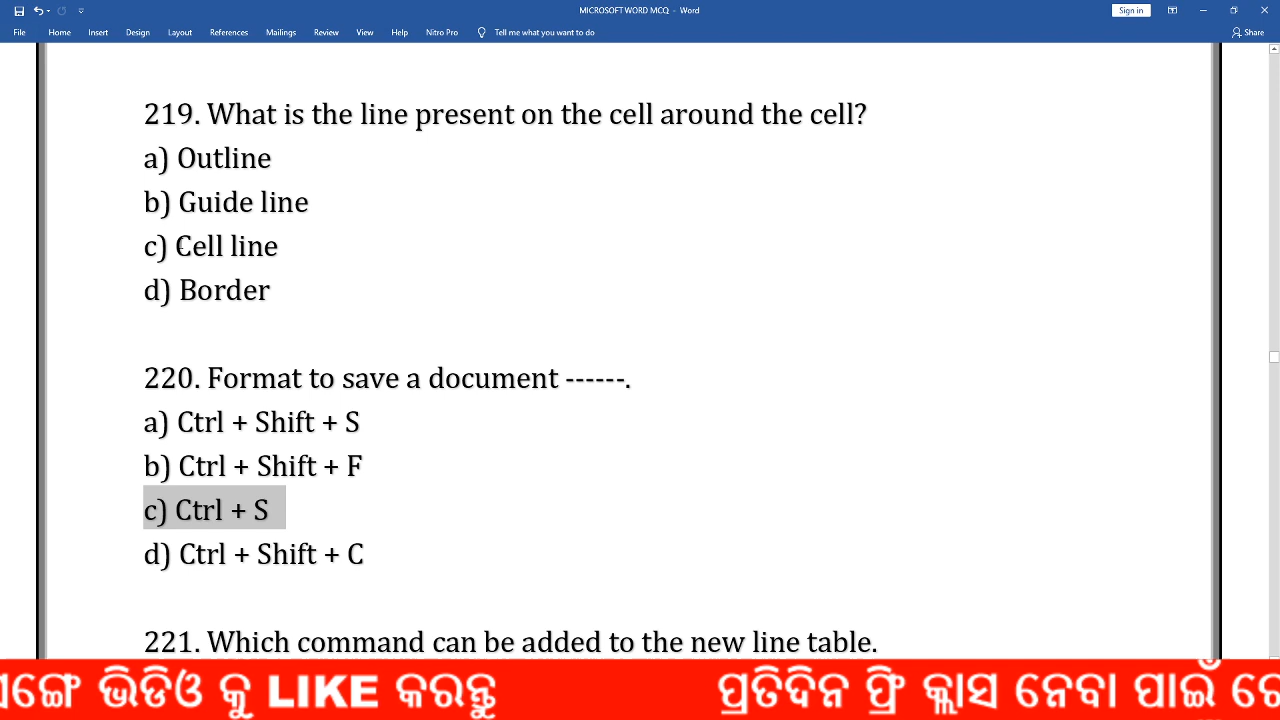 MICROSOFT WORD MCQ - Word
Sign in
File Home Insert Design Layout References Mailings Review View Help Nitro Pro Tell me what you want to do Share
219. What is the line present on the cell around the cell?
a) Outline
b) Guide line
c) Cell line
d) Border
220. Format to save a document ------.
a) Ctrl + Shift + S
b) Ctrl + Shift + F
c) Ctrl + S
d) Ctrl + Shift + C
221. Which command can be added to the new line table.
ଭିଡିଓ କୁ LIKE କରନ୍ତୁ ପ୍ରତିଦିନ ଫ୍ରି କ୍ଲାସ ନେବା ପାଇଁ